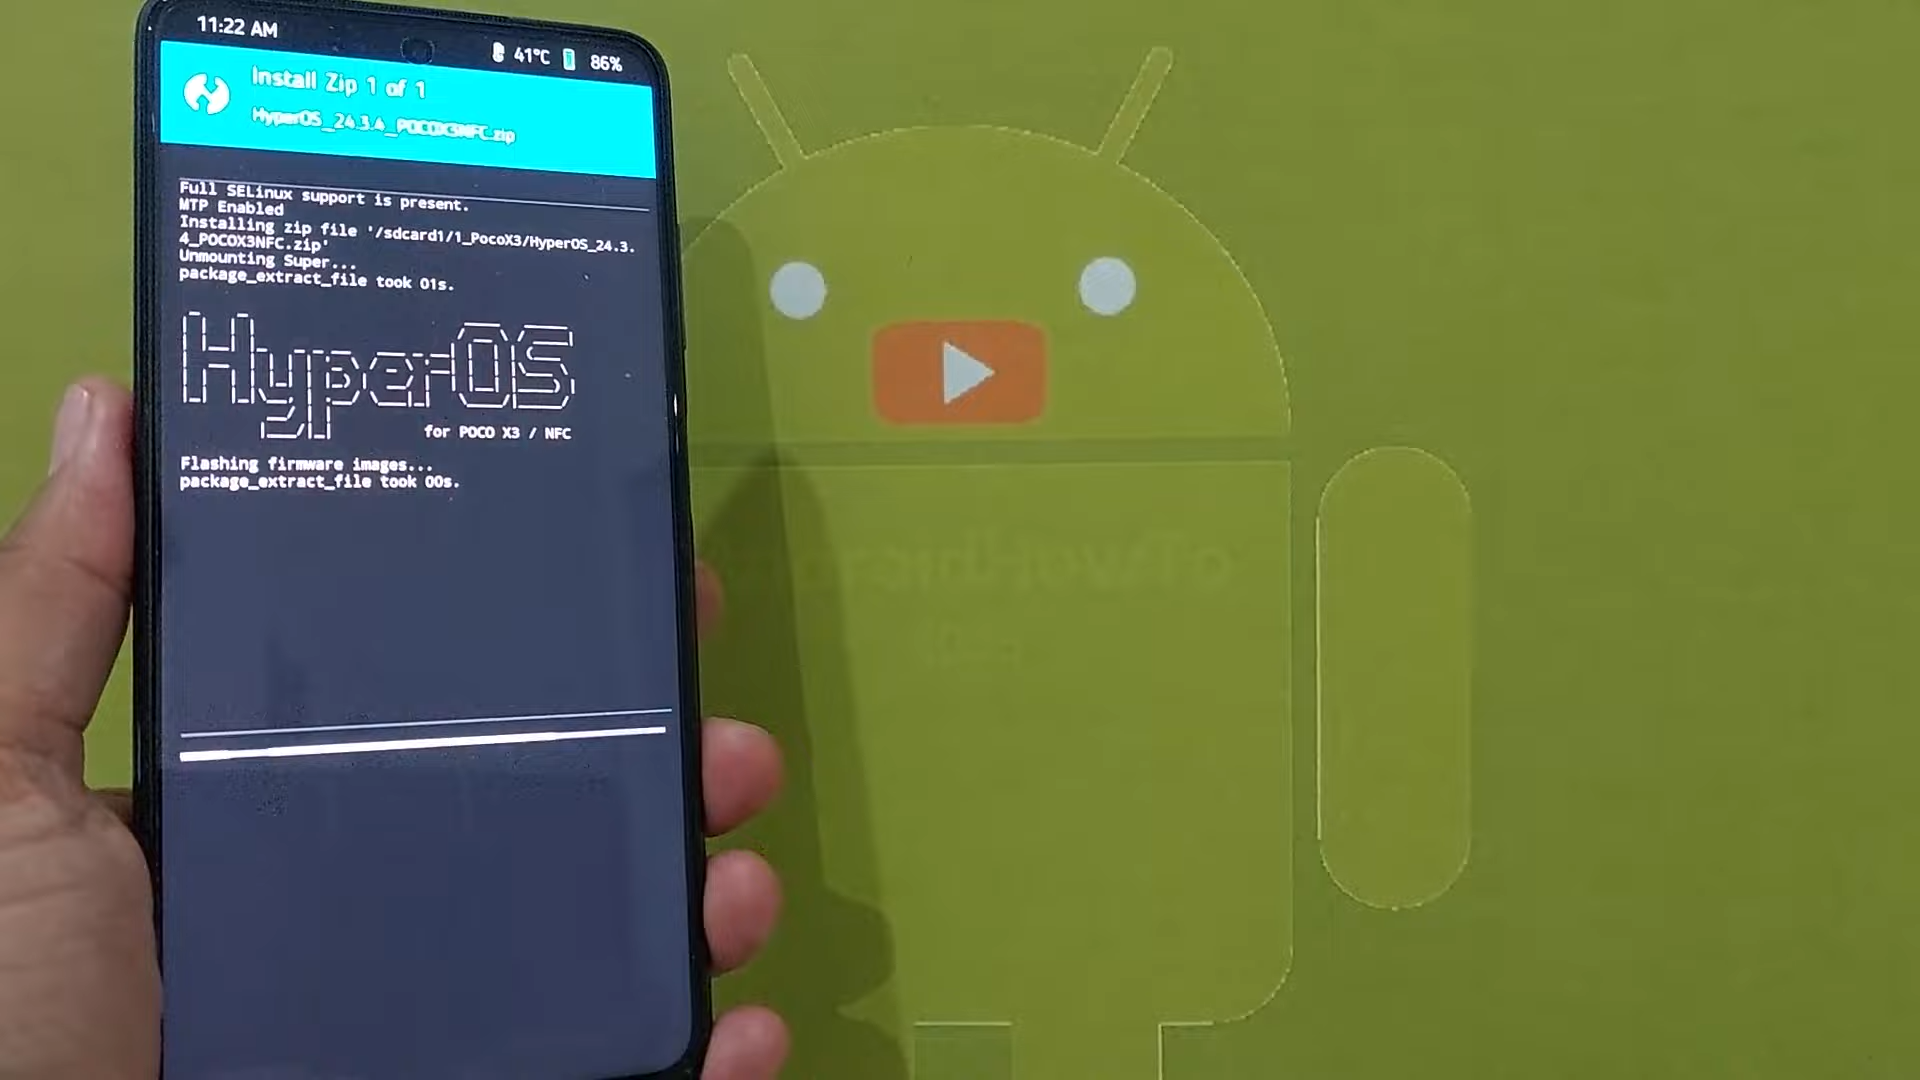 11:22 AM
41°C 86%
Install Zip 1 of 1
HyperOS_24.3.4_POCOX3NFC.zip
Full SELinux support is present.
MTP Enabled
Installing zip file '/sdcard1/1_PocoX3/HyperOS_24.3.
4_POCOX3NFC.zip'
Unmounting Super...
package_extract_file took 01s.
HyperOS
for POCO X3 / NFC
Flashing firmware images...
package_extract_file took 00s.